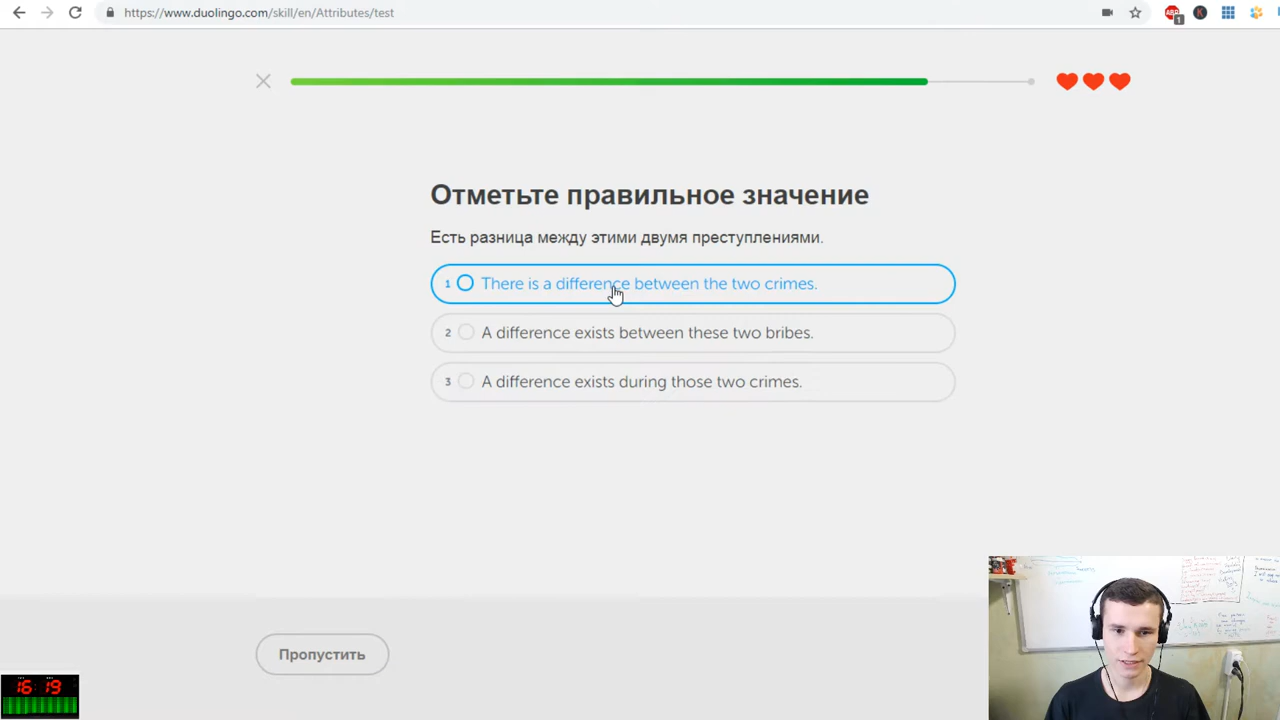 https://www.duolingo.com/skill/en/Attributes/test
ABP
1
K
Отметьте правильное значение
Есть разница между этими двумя преступлениями.
1 There is a difference between the two crimes.
2 A difference exists between these two bribes.
3 A difference exists during those two crimes.
Пропустить
16 19